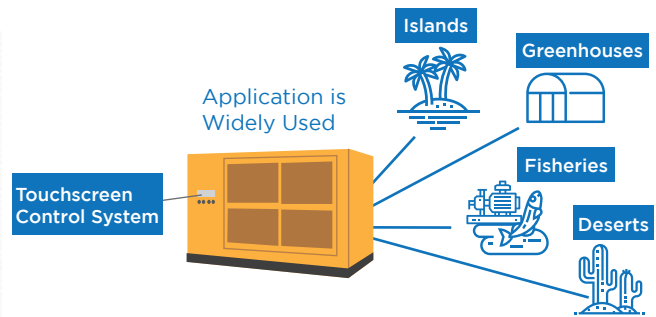 Islands
Greenhouses
Application is
Widely Used
Fisheries
Touchscreen
Control System
Deserts